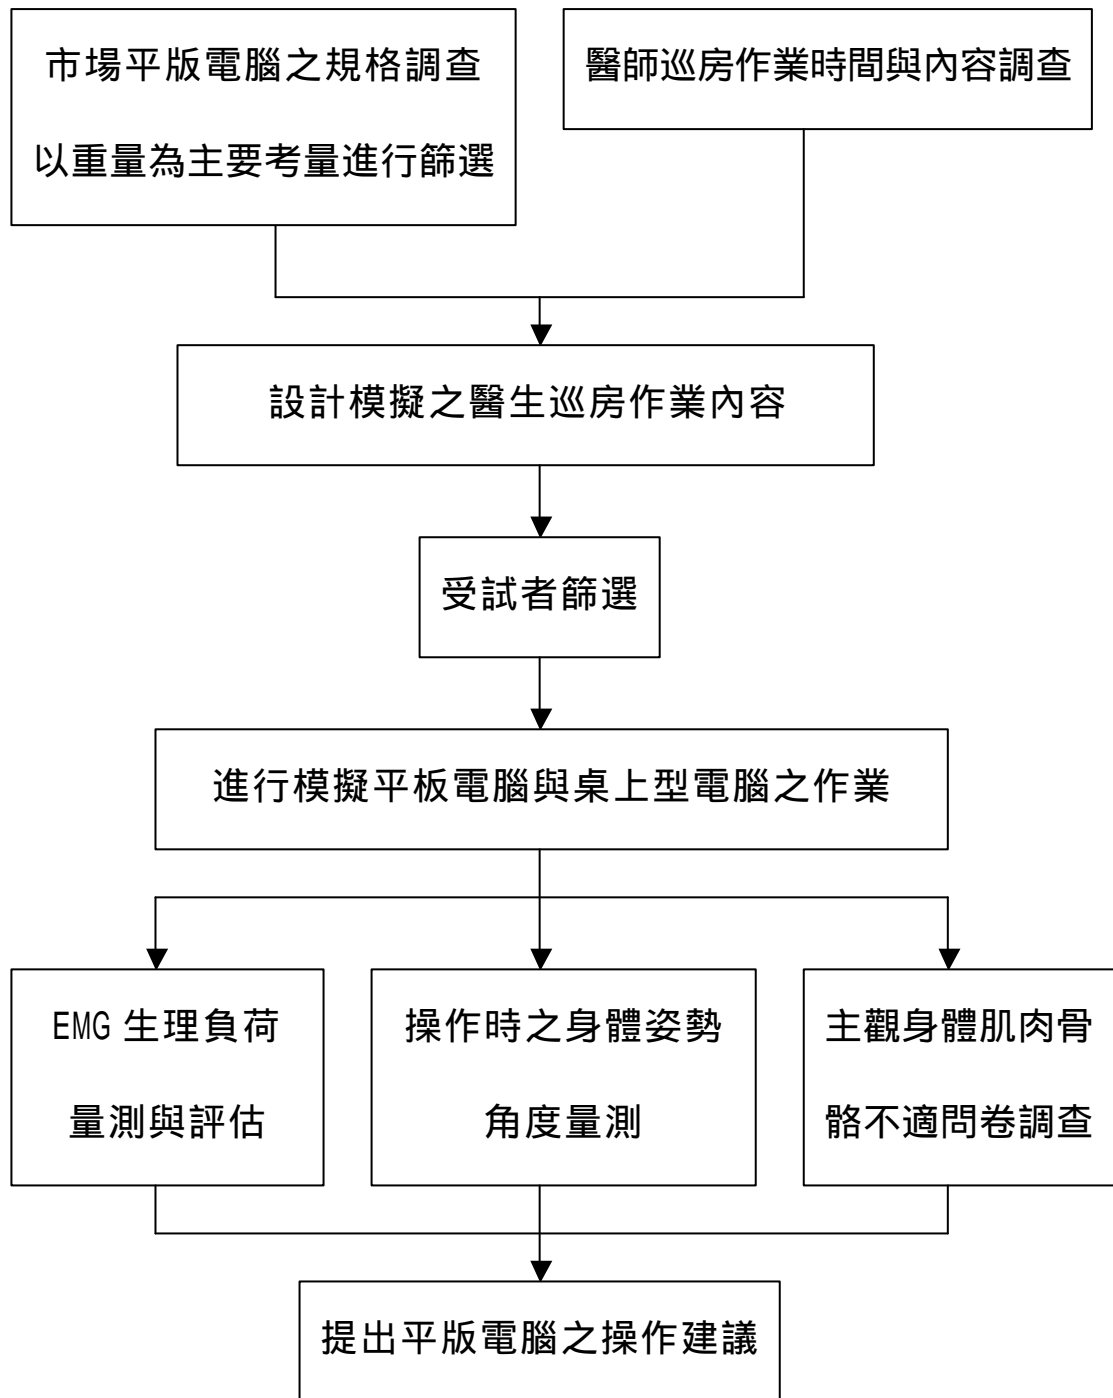 市場平版電腦之規格調查
以重量為主要考量進行篩選
醫師巡房作業時間與內容調查
設計模擬之醫生巡房作業內容
受試者篩選
進行模擬平板電腦與桌上型電腦之作業
EMG 生理負荷
量測與評估
操作時之身體姿勢
角度量測
主觀身體肌肉骨
骼不適問卷調查
提出平版電腦之操作建議